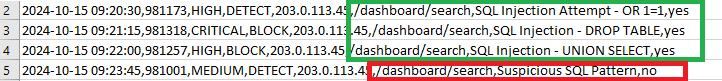 2 2024-10-15 09:20:30,981173,HIGH,DETECT,203.0.113.45,/dashboard/search,SQL Injection Attempt - OR 1=1,yes
3 2024-10-15 09:21:15,981318,CRITICAL,BLOCK,203.0.113.45,/dashboard/search,SQL Injection - DROP TABLE,yes
4 2024-10-15 09:22:00,981257,HIGH,BLOCK,203.0.113.45,/dashboard/search,SQL Injection - UNION SELECT,yes
5 2024-10-15 09:23:45,981001,MEDIUM,DETECT,203.0.113.45,/dashboard/search,Suspicious SQL Pattern,no